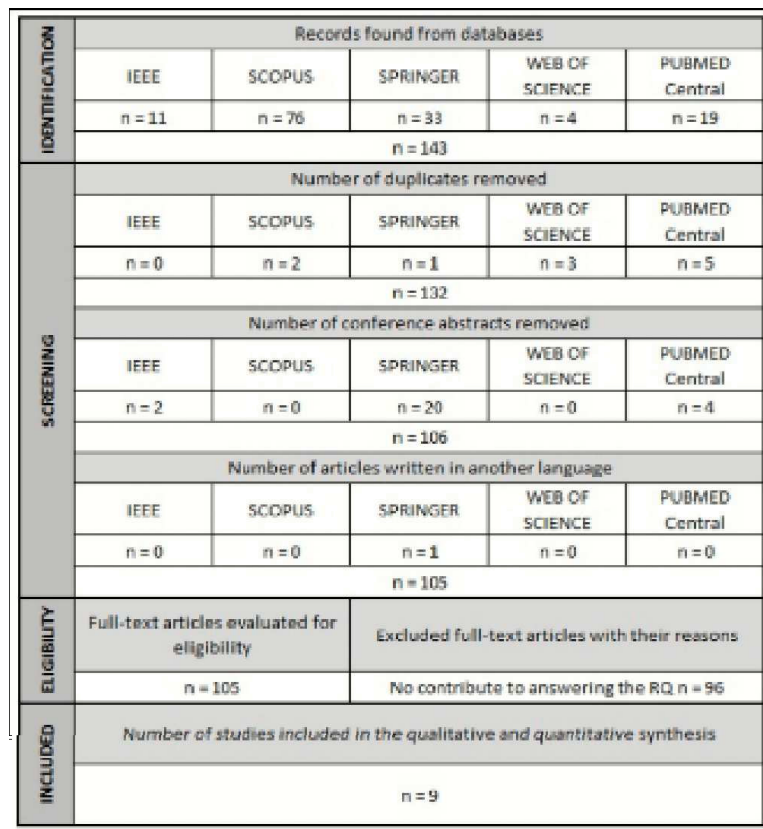 IDENTIFICATION
Records found from databases
IEEE SCOPUS SPRINGER WEB OF SCIENCE PUBMED Central
n = 11 n = 76 n = 33 n = 4 n = 19
n = 143
SCREENING
Number of duplicates removed
IEEE SCOPUS SPRINGER WEB OF SCIENCE PUBMED Central
n = 0 n = 2 n = 1 n = 3 n = 5
n = 132
Number of conference abstracts removed
IEEE SCOPUS SPRINGER WEB OF SCIENCE PUBMED Central
n = 2 n = 0 n = 20 n = 0 n = 4
n = 106
Number of articles written in another language
IEEE SCOPUS SPRINGER WEB OF SCIENCE PUBMED Central
n = 0 n = 0 n = 1 n = 0 n = 0
n = 105
ELIGIBILITY
Full-text articles evaluated for
eligibility
Excluded full-text articles with their reasons
n = 105 No contribute to answering the RQ n = 96
INCLUDED
Number of studies included in the qualitative and quantitative synthesis
n = 9